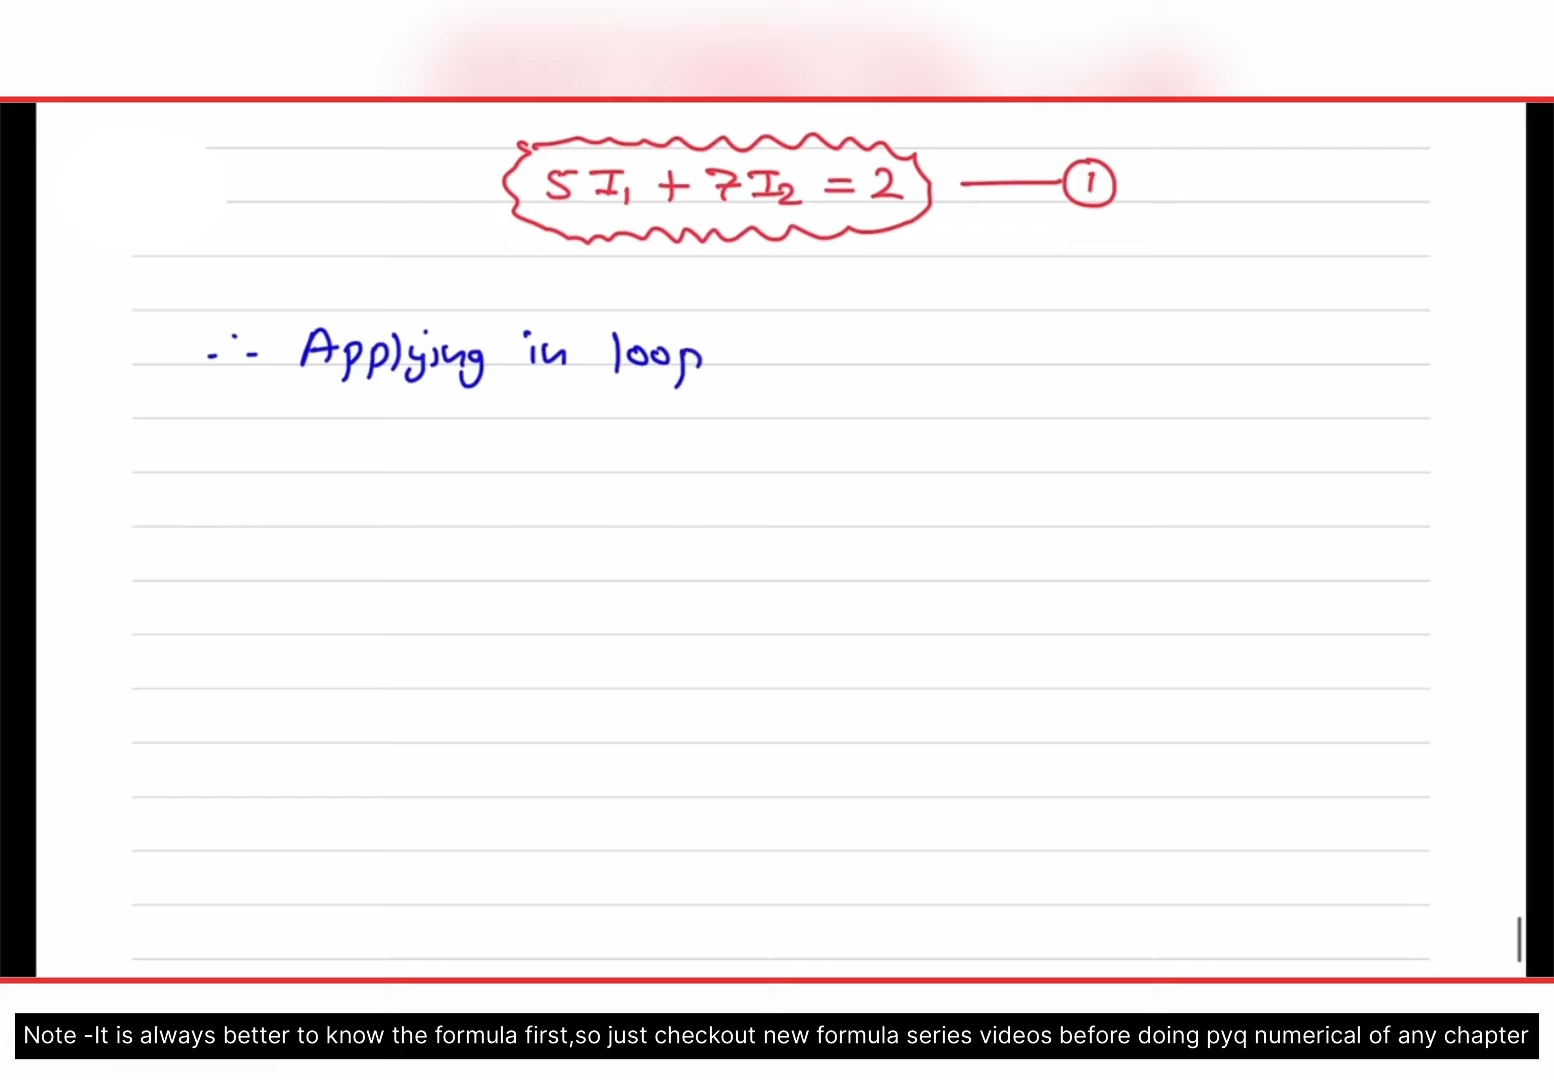 5I₁ + 7I₂ = 2 —— ①
∴ Applying in loop
Note -It is always better to know the formula first,so just checkout new formula series videos before doing pyq numerical of any chapter